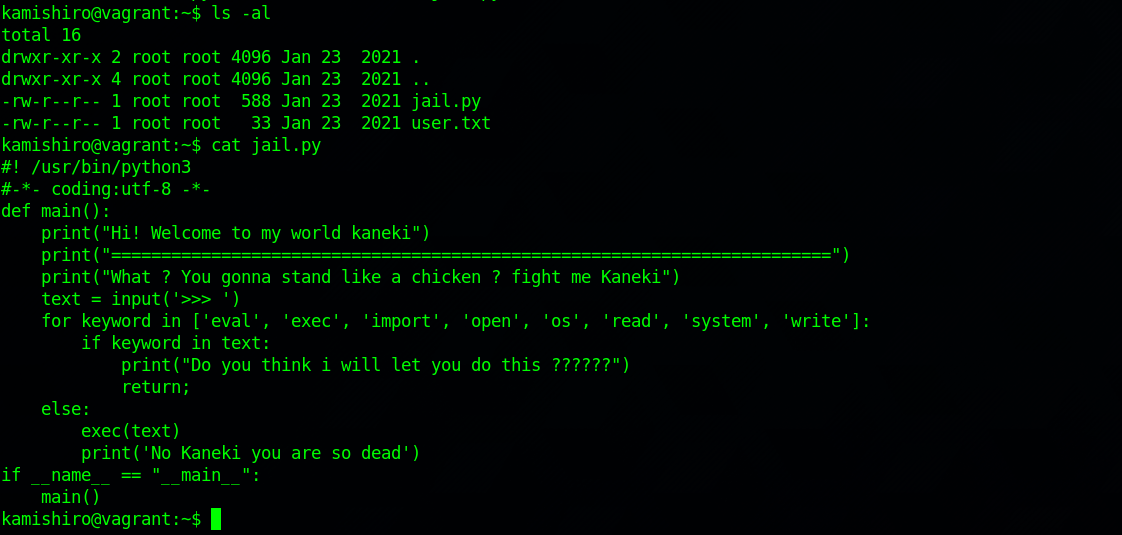 kamishiro@vagrant:~$ ls -al
total 16
drwxr-xr-x 2 root root 4096 Jan 23  2021 .
drwxr-xr-x 4 root root 4096 Jan 23  2021 ..
-rw-r--r-- 1 root root  588 Jan 23  2021 jail.py
-rw-r--r-- 1 root root   33 Jan 23  2021 user.txt
kamishiro@vagrant:~$ cat jail.py
#! /usr/bin/python3
#-*- coding:utf-8 -*-
def main():
    print("Hi! Welcome to my world kaneki")
    print("========================================================================")
    print("What ? You gonna stand like a chicken ? fight me Kaneki")
    text = input('>>> ')
    for keyword in ['eval', 'exec', 'import', 'open', 'os', 'read', 'system', 'write']:
        if keyword in text:
            print("Do you think i will let you do this ??????")
            return;
    else:
        exec(text)
        print('No Kaneki you are so dead')
if __name__ == "__main__":
    main()
kamishiro@vagrant:~$